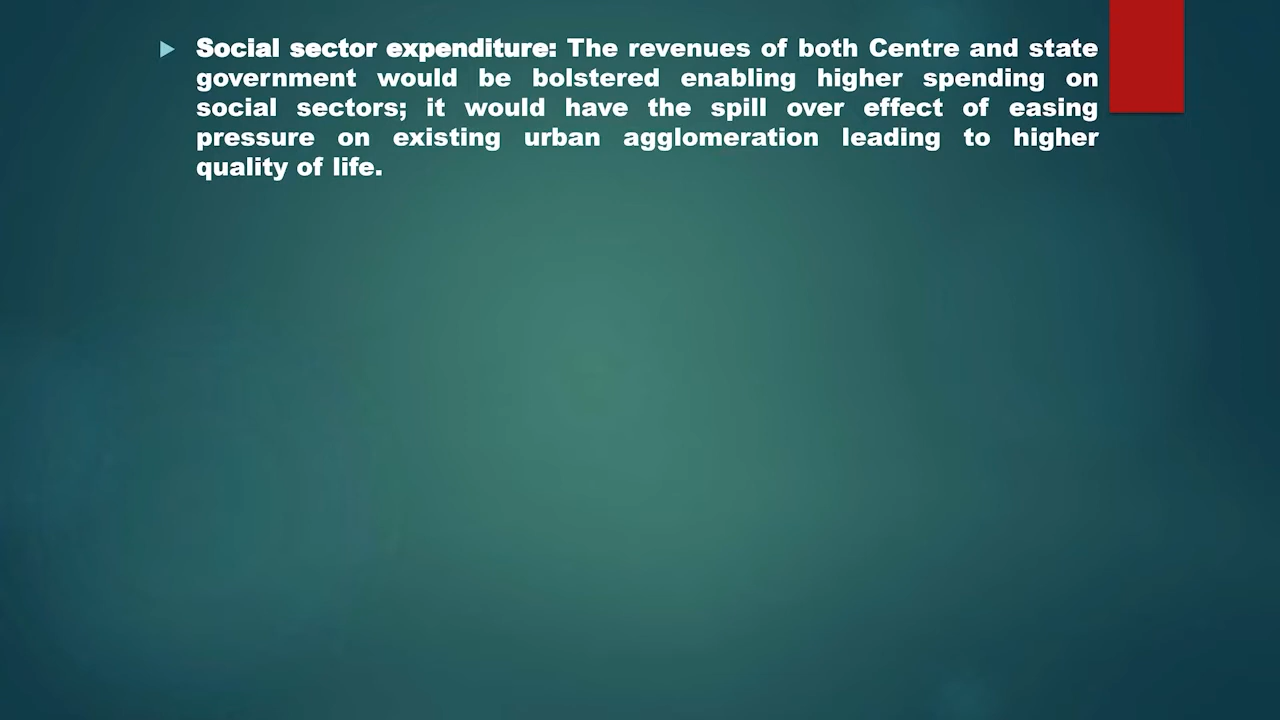 Social sector expenditure: The revenues of both Centre and state
government would be bolstered enabling higher spending on
social sectors; it would have the spill over effect of easing
pressure on existing urban agglomeration leading to higher
quality of life.